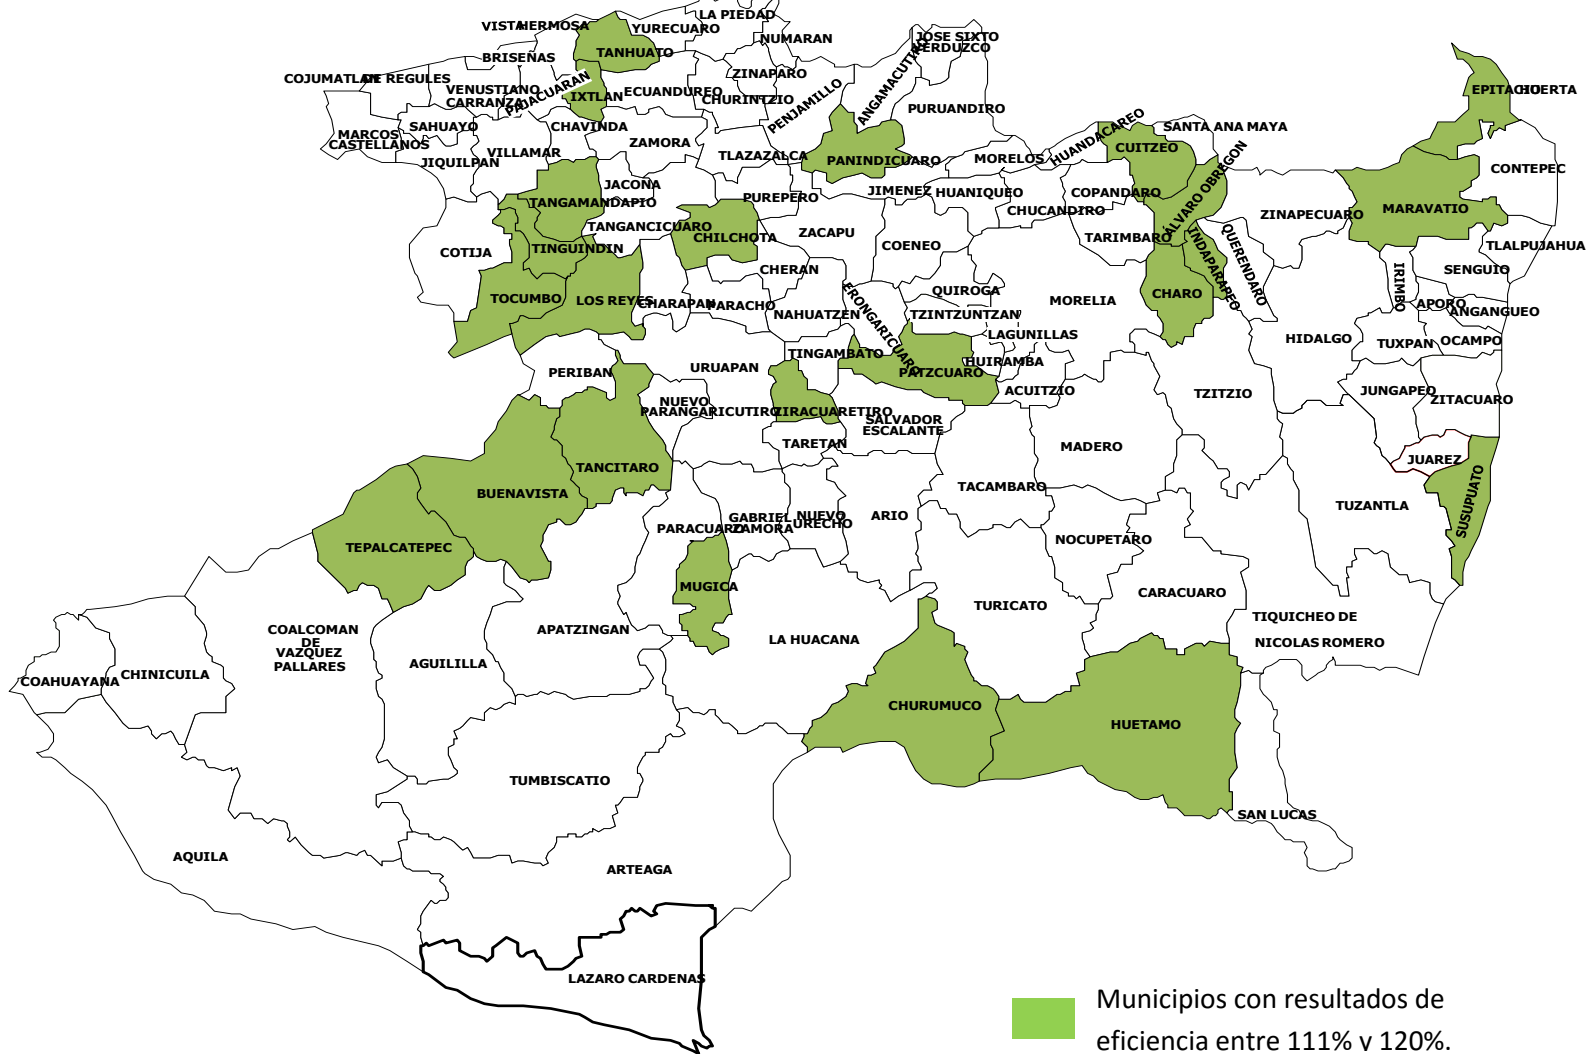 LA PIEDAD
VISTAHERMOSA
YURECUARO
NUMARAN
JOSE SIXTO
VERDUZCO
TANHUATO
BRISEÑAS
ZINAPARO
COJUMATLAN DE REGULES
PAJACUARAN
VENUSTIANO
CARRANZA
IXTLAN
ECUANDUREO
CHURINTZIO
PENJAMILLO
ANGAMACUTIRO
PURUANDIRO
EPITACIO HUERTA
SAHUAYO
CHAVINDA
MARCOS
CASTELLANOS
ZAMORA
JIQUILPAN
VILLAMAR
TLAZAZALCA
PANINDICUARO
MORELOS
HUANDACAREO
CUITZEO
SANTA ANA MAYA
CONTEPEC
JACONA
TANGAMANDAPIO
PUREPERO
JIMENEZ
HUANIQUEO
COPANDARO
CHUCANDIRO
ALVARO OBREGON
ZINAPECUARO
MARAVATIO
TANGANCICUARO
CHILCHOTA
ZACAPU
COENEO
TARIMBARO
INDAPARAPEO
QUERENDARO
TLALPUJAHUA
COTIJA
TINGUINDIN
CHERAN
SENGUIO
IRIMBO
TOCUMBO
LOS REYES
CHARAPAN
PARACHO
NAHUATZEN
ERONGARICUARO
QUIROGA
TZINTZUNTZAN
MORELIA
CHARO
APORO
ANGANGUEO
LAGUNILLAS
HIDALGO
TUXPAN
OCAMPO
TINGAMBATO
HUIRAMBA
PATZCUARO
PERIBAN
URUAPAN
ACUITZIO
TZITZIO
JUNGAPEO
ZITACUARO
NUEVO
PARANGARICUTIRO
ZIRACUARETIRO
SALVADOR
ESCALANTE
TARETAN
MADERO
JUAREZ
TANCITARO
BUENAVISTA
TACAMBARO
TUZANTLA
SUSUPUATO
PARACUARO
GABRIEL
ZAMORA
NUEVO
URECHO
ARIO
NOCUPETARO
TEPALCATEPEC
MUGICA
TURICATO
CARACUARO
TIQUICHEO DE
NICOLAS ROMERO
COALCOMAN
DE
VAZQUEZ
PALLARES
APATZINGAN
LA HUACANA
AGUILILLA
CHINICUILA
COAHUAYANA
CHURUMUCO
HUETAMO
TUMBISCATIO
SAN LUCAS
AQUILA
ARTEAGA
LAZARO CARDENAS
Municipios con resultados de
eficiencia entre 111% y 120%.